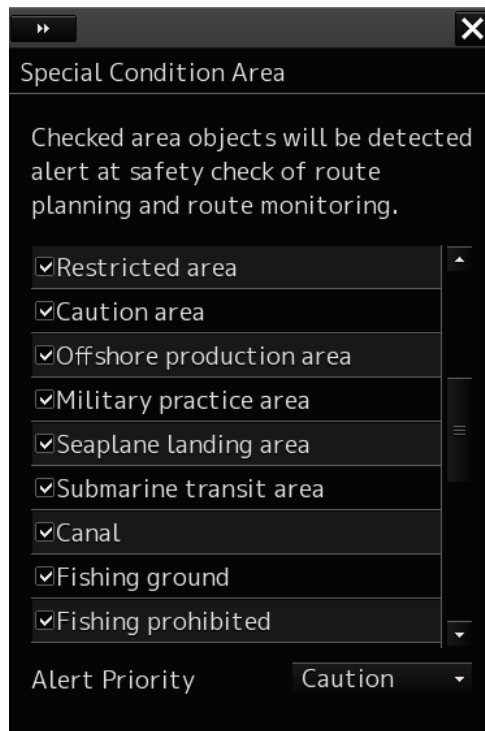 Special Condition Area
Checked area objects will be detected
alert at safety check of route
planning and route monitoring.
Restricted area
Caution area
Offshore production area
Military practice area
Seaplane landing area
Submarine transit area
Canal
Fishing ground
Fishing prohibited
Alert Priority Caution